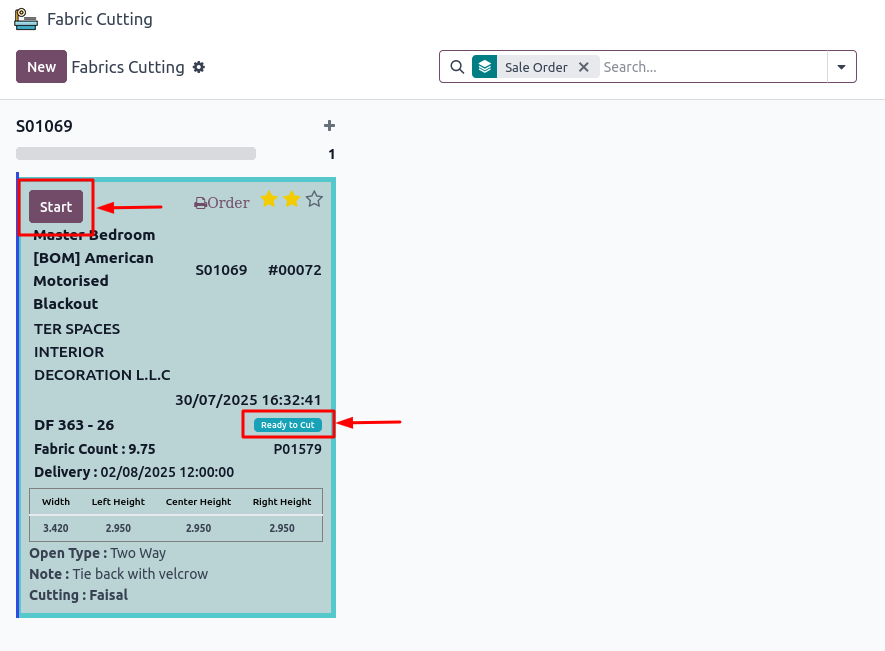 Fabric Cutting
New Fabrics Cutting
Sale Order Search...
S01069
1
Start
Order
Master Bedroom
[BOM] American
Motorised
Blackout
S01069 #00072
TER SPACES
INTERIOR
DECORATION L.L.C
30/07/2025 16:32:41
DF 363 - 26
Ready to Cut
Fabric Count : 9.75 P01579
Delivery : 02/08/2025 12:00:00
Width Left Height Center Height Right Height
3.420 2.950 2.950 2.950
Open Type : Two Way
Note : Tie back with velcrow
Cutting : Faisal